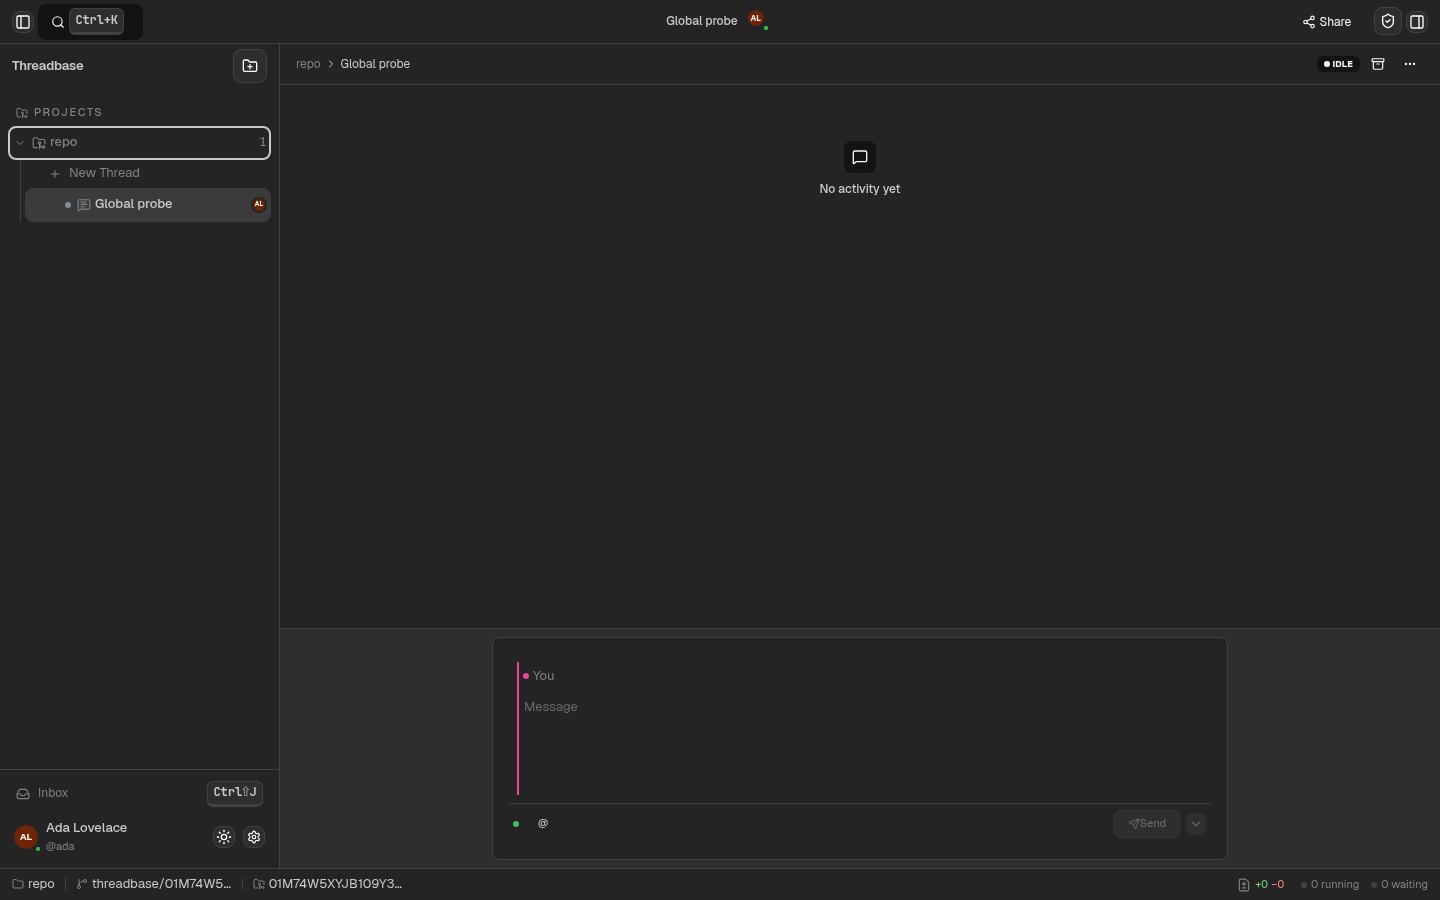 Ctrl+K
Global probe
AL
Share
Threadbase
repo
Global probe
IDLE
PROJECTS
repo
1
New Thread
Global probe
AL
No activity yet
You
Message
@
Send
Inbox
Ctrl⇧J
AL
Ada Lovelace
@ada
repo
threadbase/01M74W5...
01M74W5XYJB109Y3...
+0 −0
0 running
0 waiting